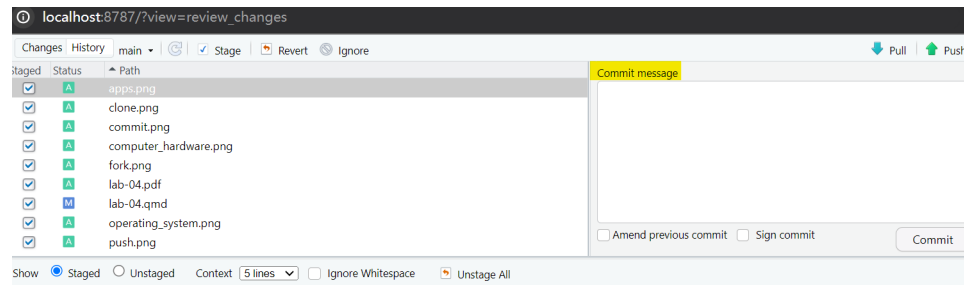 localhost:8787/?view=review_changes
Changes History main Stage Revert Ignore Pull Push
Staged Status Path
Commit message
A apps.png
A clone.png
A commit.png
A computer_hardware.png
A fork.png
A lab-04.pdf
M lab-04.qmd
A operating_system.png
A push.png
Amend previous commit Sign commit Commit
Show Staged Unstaged Context 5 lines Ignore Whitespace Unstage All